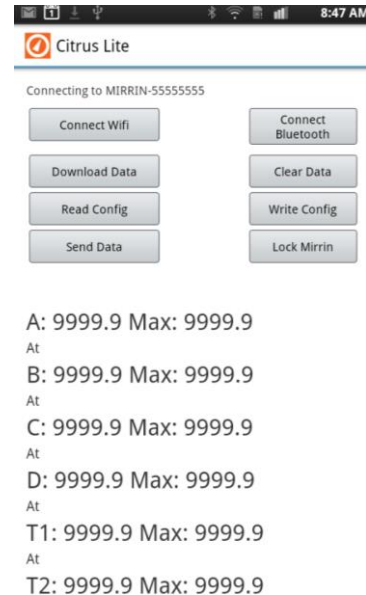 8:47 AM
Citrus Lite
Connecting to MIRRIN-55555555
Connect Wifi
Connect
Bluetooth
Download Data
Clear Data
Read Config
Write Config
Send Data
Lock Mirrin
A: 9999.9 Max: 9999.9
At
B: 9999.9 Max: 9999.9
At
C: 9999.9 Max: 9999.9
At
D: 9999.9 Max: 9999.9
At
T1: 9999.9 Max: 9999.9
At
T2: 9999.9 Max: 9999.9